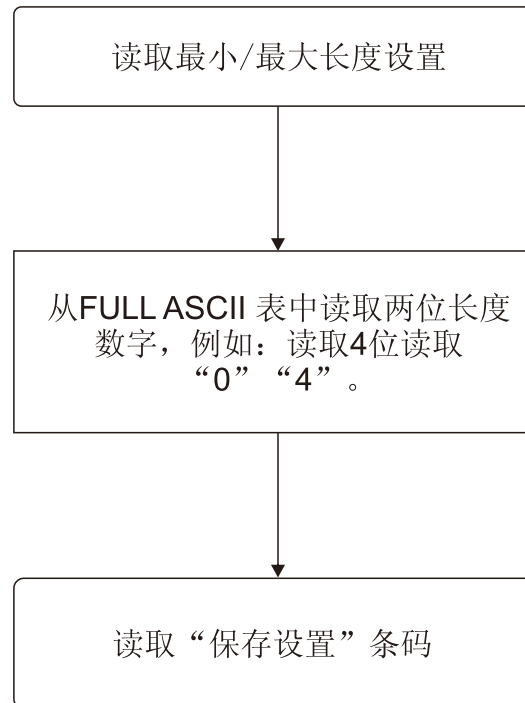 读取最小/最大长度设置
从FULL ASCII 表中读取两位长度
数字，例如：读取4位读取
“0”“4”。
读取“保存设置”条码